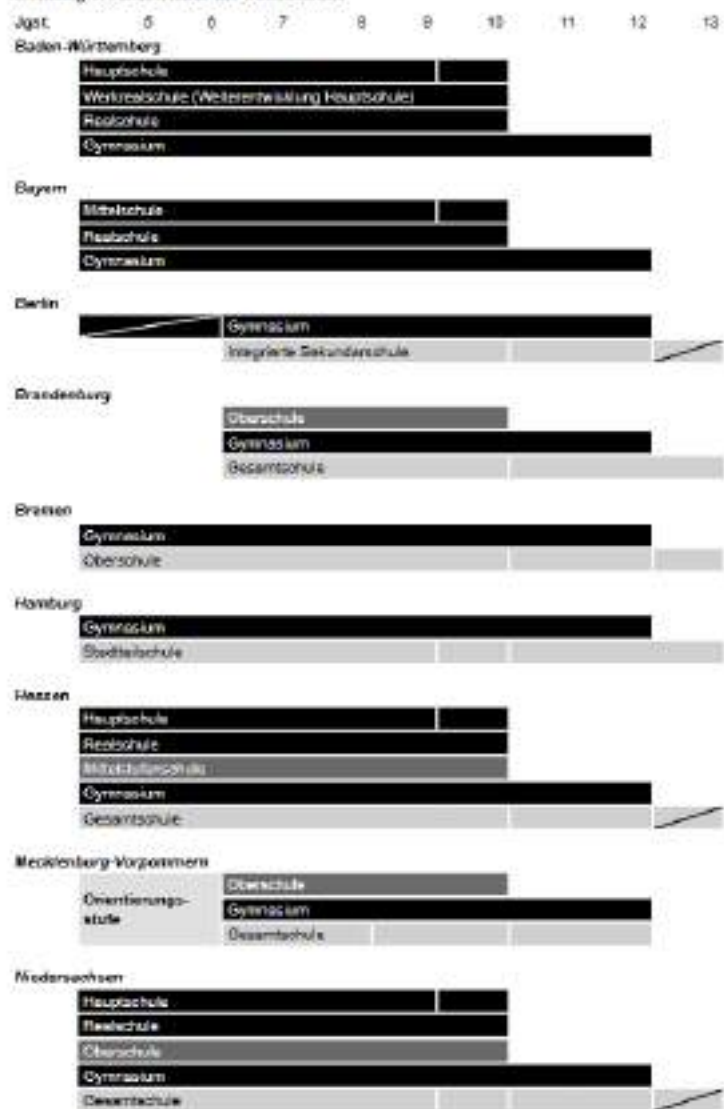 Jgst. 5 6 7 8 9 10 11 12 13
Baden-Württemberg
Hauptschule
Werkrealschule (Weiterentwicklung Hauptschule)
Realschule
Gymnasium
Bayern
Mittelschule
Realschule
Gymnasium
Berlin
Gymnasium
Integrierte Sekundarschule
Brandenburg
Oberschule
Gymnasium
Gesamtschule
Bremen
Gymnasium
Oberschule
Hamburg
Gymnasium
Stadtteilschule
Hessen
Hauptschule
Realschule
Mittelstufenschule
Gymnasium
Gesamtschule
Mecklenburg-Vorpommern
Orientierungs-
stufe
Oberschule
Gymnasium
Gesamtschule
Niedersachsen
Hauptschule
Realschule
Oberschule
Gymnasium
Gesamtschule